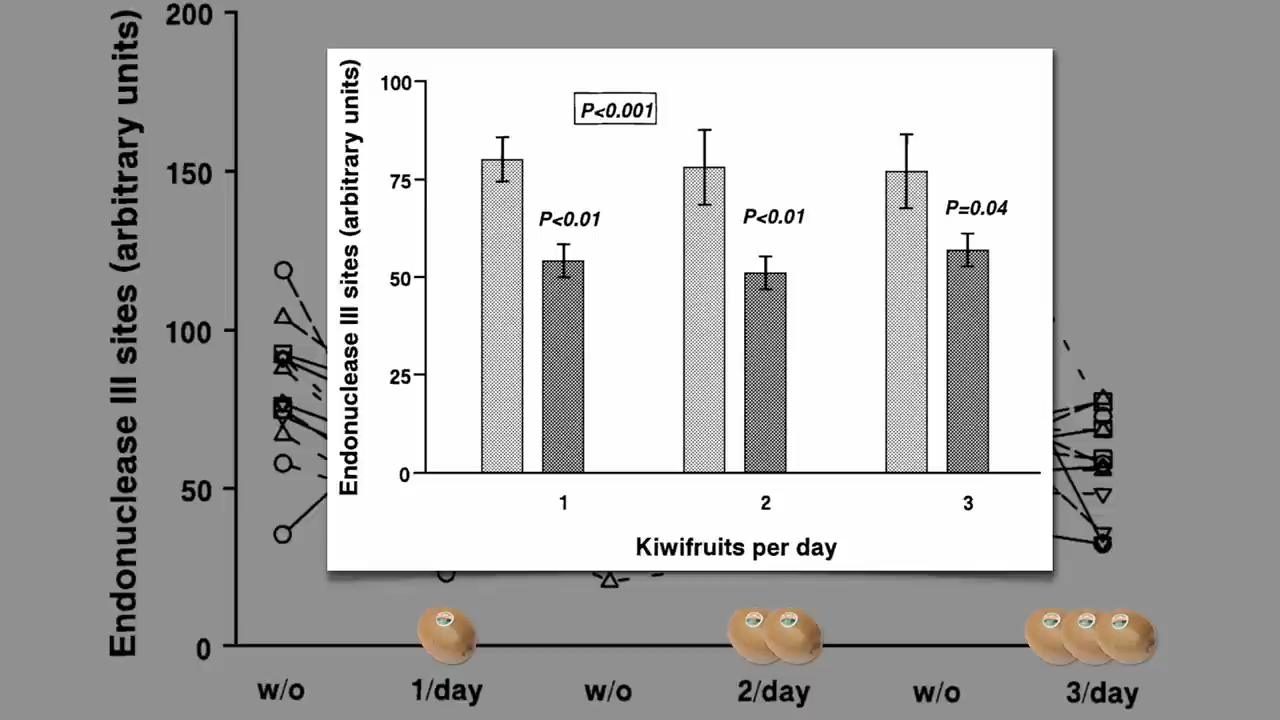 200
150
100
50
0
Endonuclease III sites (arbitrary units)
w/o
1/day
w/o
2/day
w/o
3/day
Endonuclease III sites (arbitrary units)
100
75
50
25
0
P<0.001
P<0.01
P<0.01
P=0.04
1
2
3
Kiwifruits per day